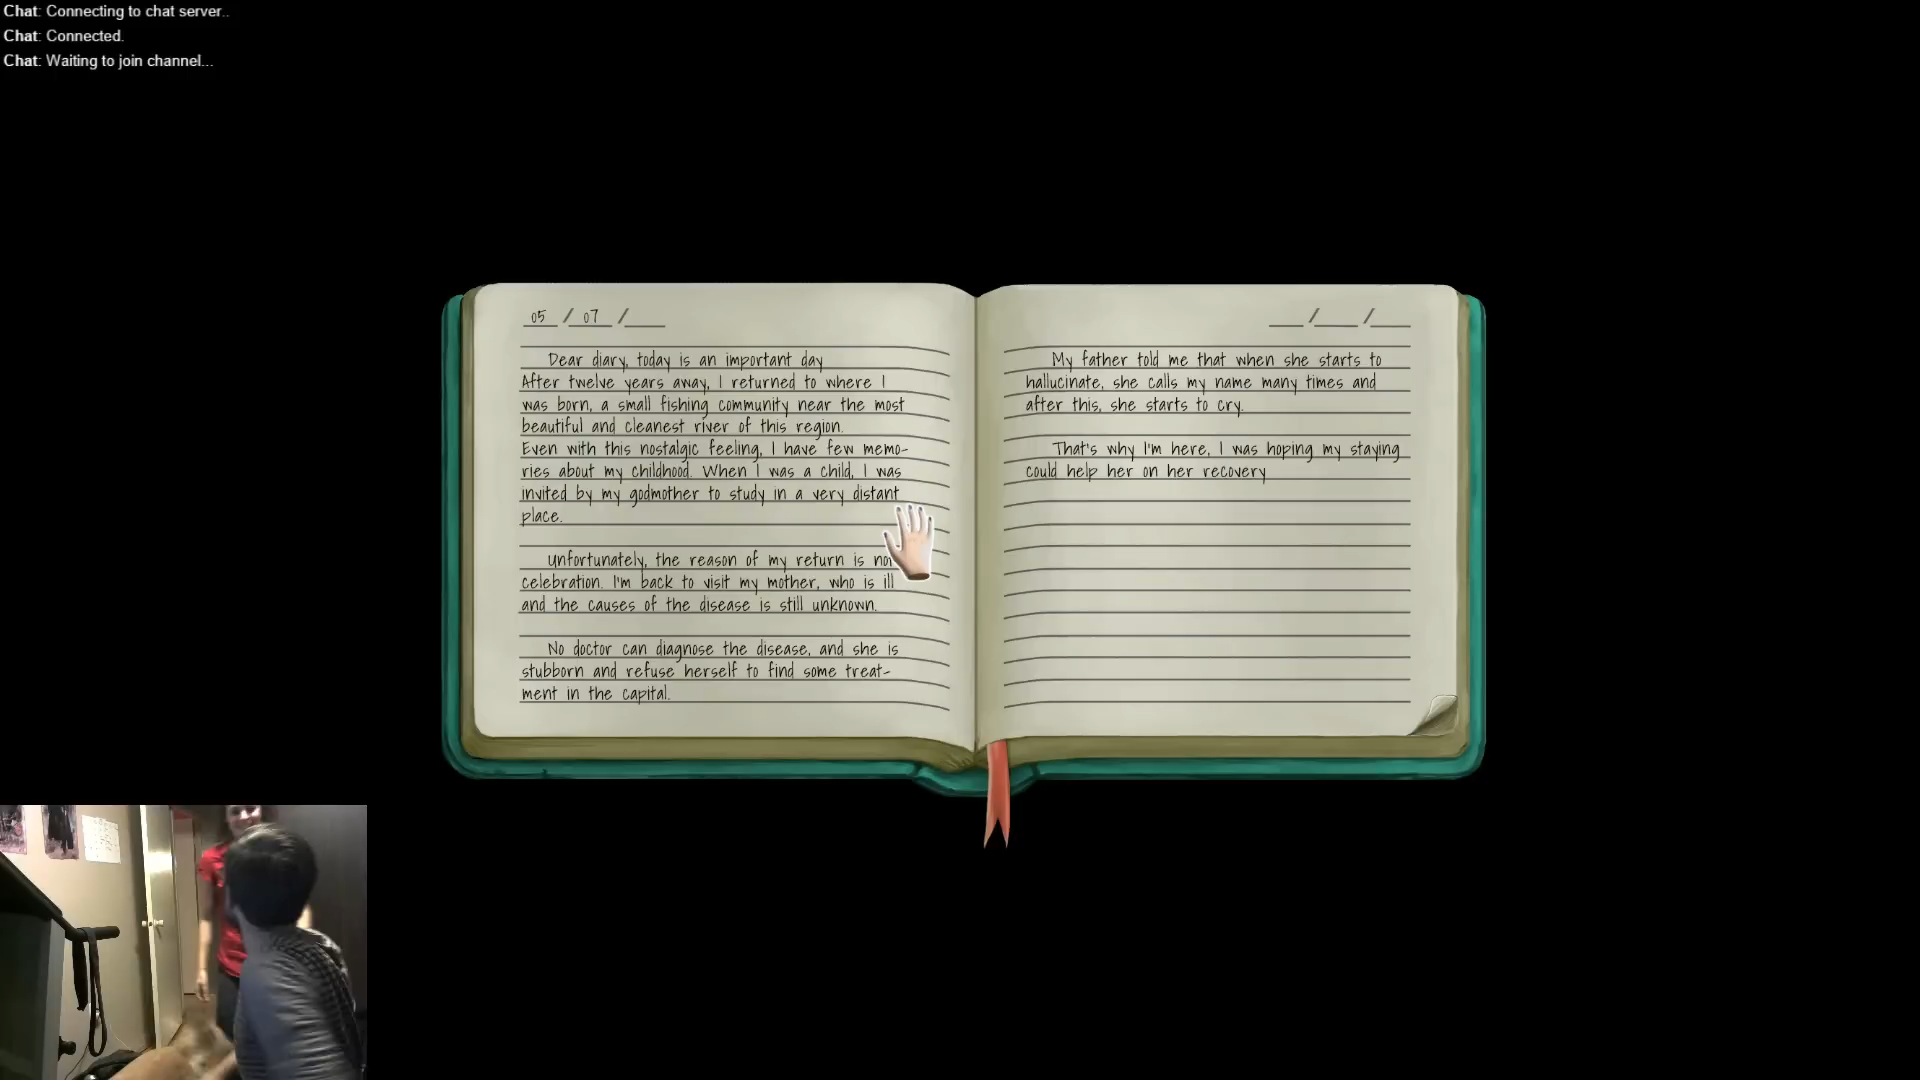 Chat: Connecting to chat server..
Chat: Connected.
Chat: Waiting to join channel...
05 / 07 /
Dear diary, today is an important day
After twelve years away, I returned to where I
was born, a small fishing community near the most
beautiful and cleanest river of this region.
Even with this nostalgic feeling, I have few memo-
ries about my childhood. When I was a child, I was
invited by my godmother to study in a very distant
place.
Unfortunately, the reason of my return is not
celebration. I'm back to visit my mother, who is ill
and the causes of the disease is still unknown.
No doctor can diagnose the disease, and she is
stubborn and refuse herself to find some treat-
ment in the capital.
/ /
My father told me that when she starts to
hallucinate, she calls my name many times and
after this, she starts to cry.
That's why I'm here, I was hoping my staying
could help her on her recovery